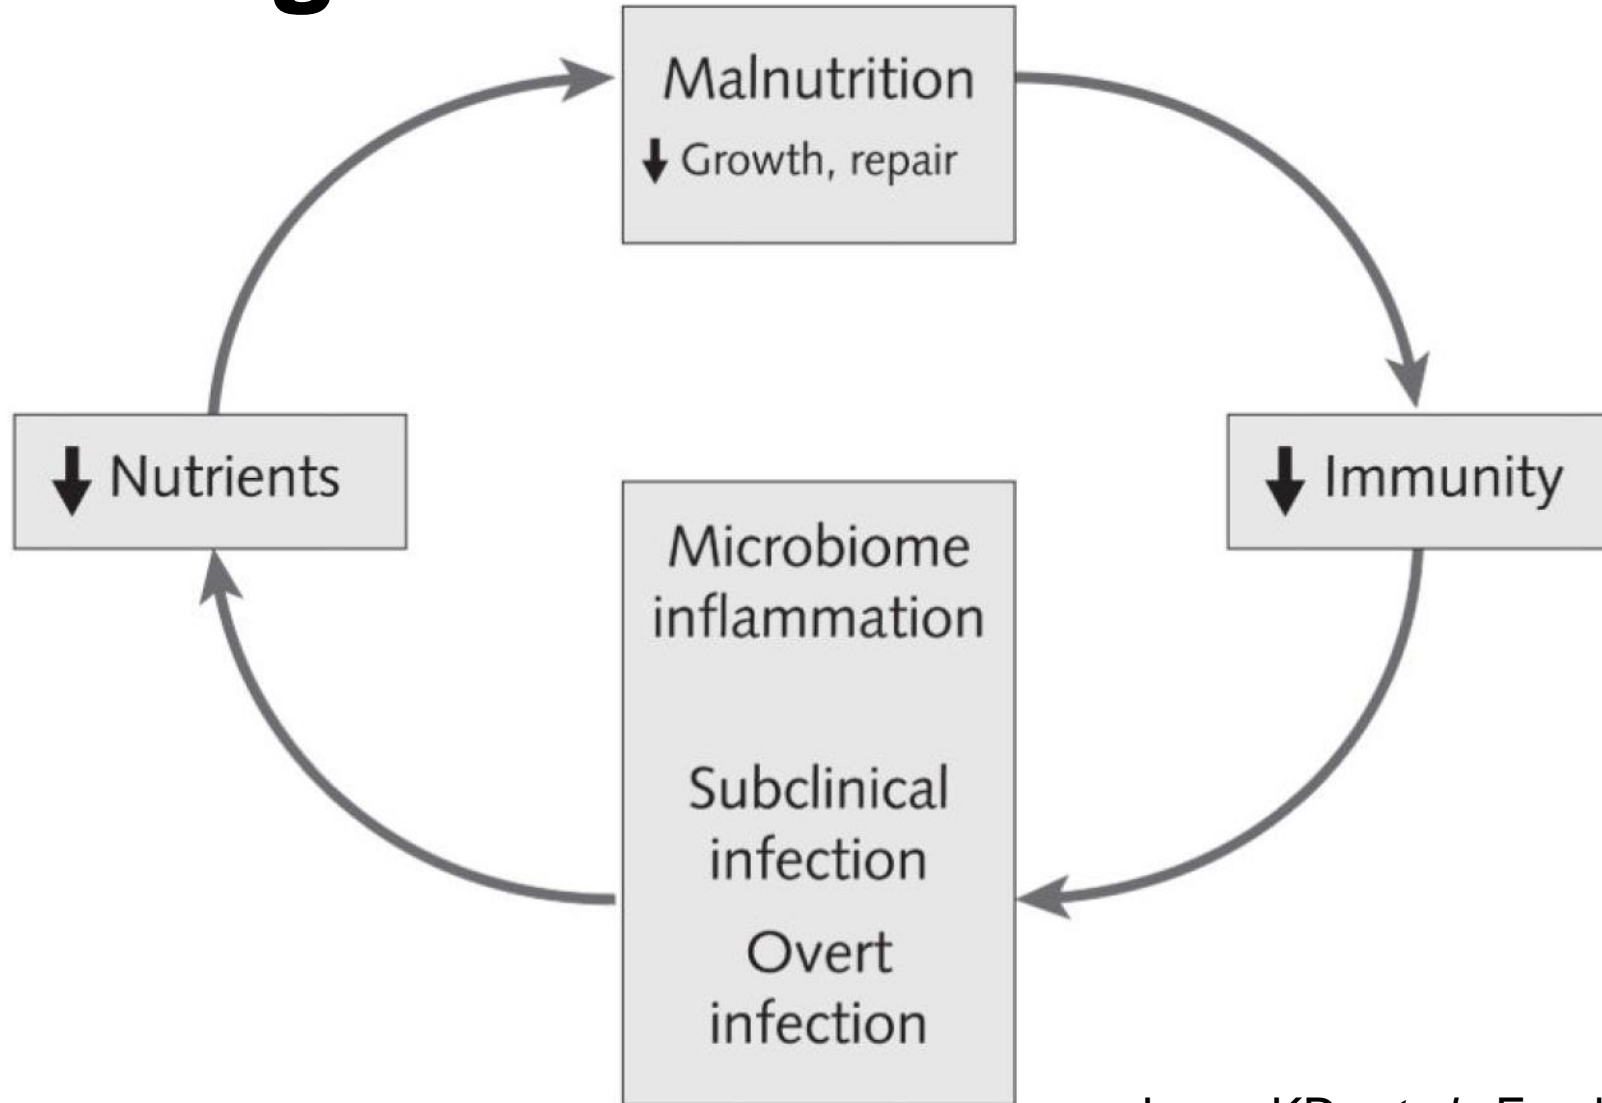 Malnutrition
↓ Growth, repair
↓ Nutrients
↓ Immunity
Microbiome
inflammation
Subclinical
infection
Overt
infection